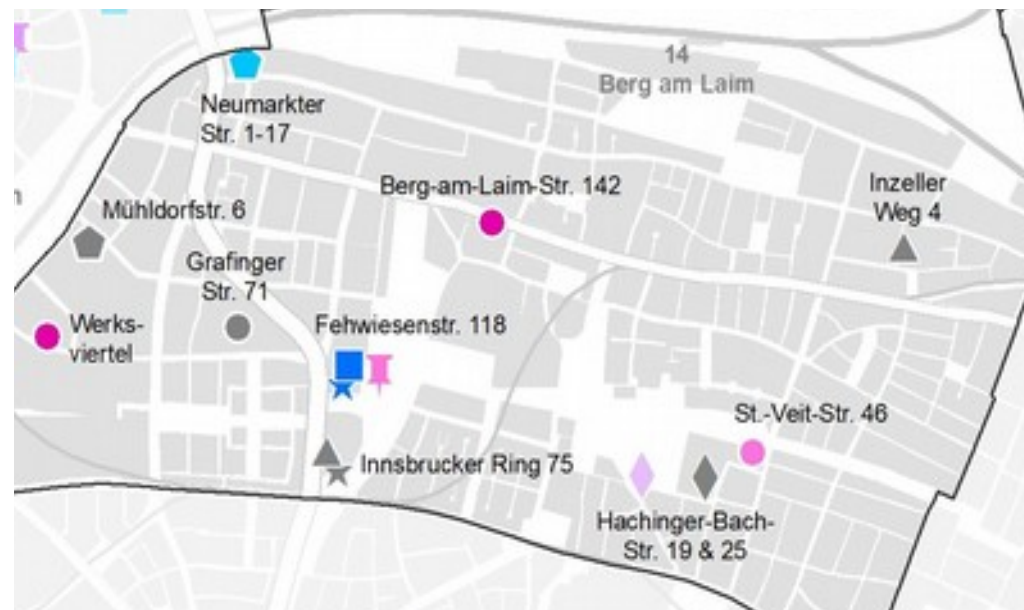 14
Berg am Laim
Neumarkter
Str. 1-17
Berg-am-Laim-Str. 142
Inzeller
Weg 4
Mühldorfstr. 6
Grafinger
Str. 71
Werks-
viertel
Fehwiesenstr. 118
St.-Veit-Str. 46
Innsbrucker Ring 75
Hachinger-Bach-
Str. 19 & 25